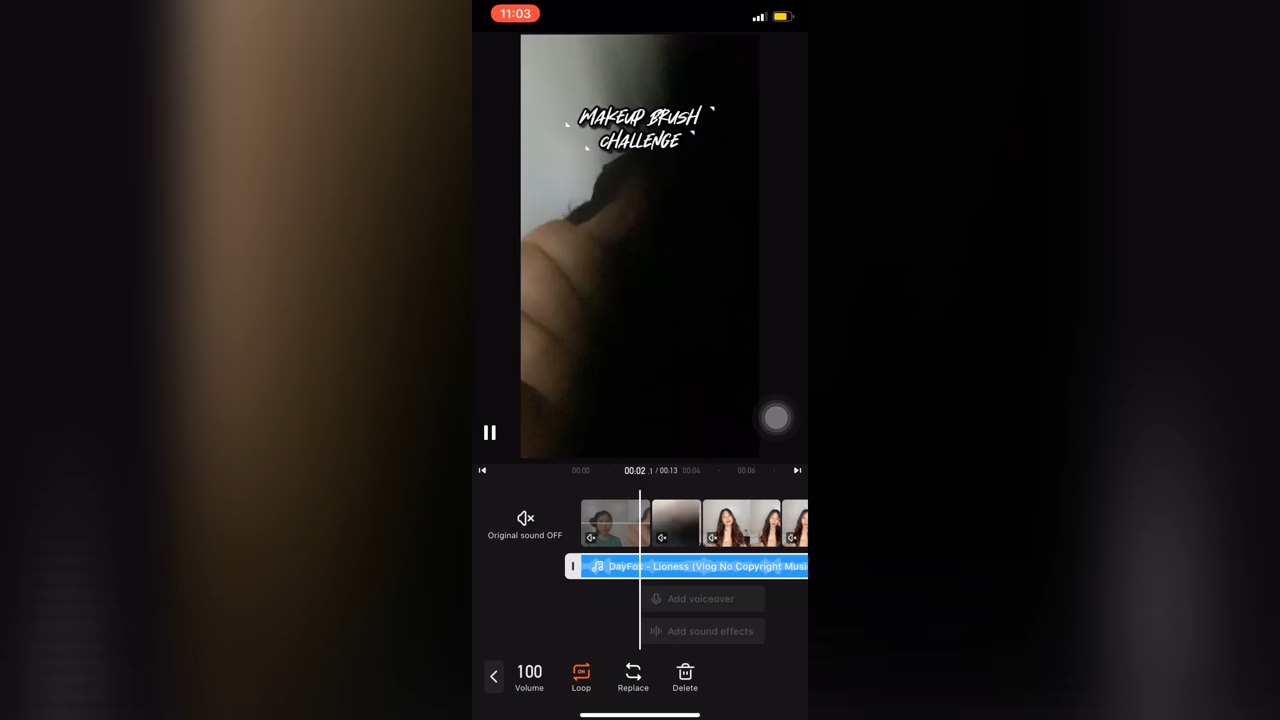 11:03
MAKEUP BRUSH
CHALLENGE
00:00
00:02.1 / 00:13
00:04
00:06
Original sound OFF
DayFox - Lioness (Vlog No Copyright Musi
Add voiceover
Add sound effects
100
Volume
ON
Loop
Replace
Delete